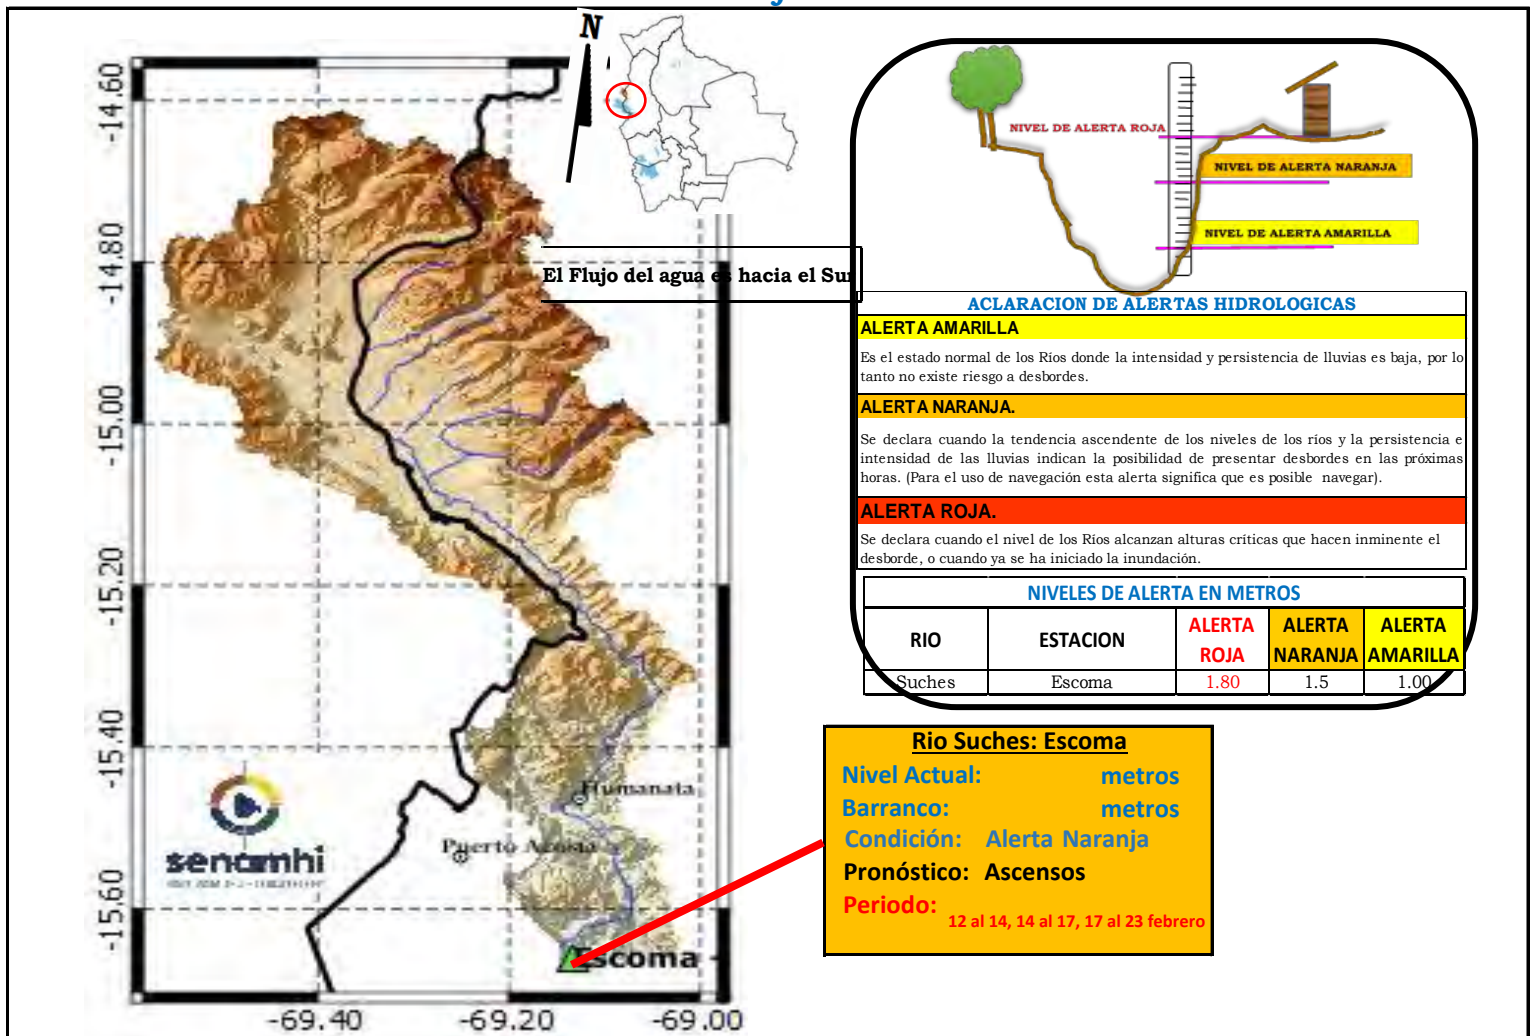 N
-14.60
-14.80
-15.00
-15.20
-15.40
-15.60
-69.40
-69.20
-69.00
El Flujo del agua es hacia el Sur
Humanata
Puerto Acosta
Escoma
senamhi
NIVEL DE ALERTA ROJA
NIVEL DE ALERTA NARANJA
NIVEL DE ALERTA AMARILLA
ACLARACION DE ALERTAS HIDROLOGICAS
ALERTA AMARILLA
Es el estado normal de los Ríos donde la intensidad y persistencia de lluvias es baja, por lo
tanto no existe riesgo a desbordes.
ALERTA NARANJA.
Se declara cuando la tendencia ascendente de los niveles de los ríos y la persistencia e
intensidad de las lluvias indican la posibilidad de presentar desbordes en las próximas
horas. (Para el uso de navegación esta alerta significa que es posible navegar).
ALERTA ROJA.
Se declara cuando el nivel de los Ríos alcanzan alturas críticas que hacen inminente el
desborde, o cuando ya se ha iniciado la inundación.
NIVELES DE ALERTA EN METROS
RIO ESTACION ALERTA ROJA ALERTA NARANJA ALERTA AMARILLA
Suches Escoma 1.80 1.5 1.00
Rio Suches: Escoma
Nivel Actual: metros
Barranco: metros
Condición: Alerta Naranja
Pronóstico: Ascensos
Periodo: 12 al 14, 14 al 17, 17 al 23 febrero